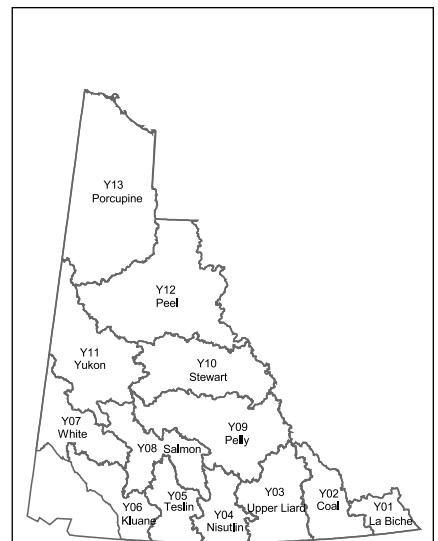 Y13
Porcupine
Y12
Peel
Y11
Yukon
Y10
Stewart
Y07
White
Y09
Pelly
Y08 Salmon
Y06
Kluane
Y05
Teslin
Y04
Nisutlin
Y03
Upper Liard
Y02
Coal
Y01
La Biche